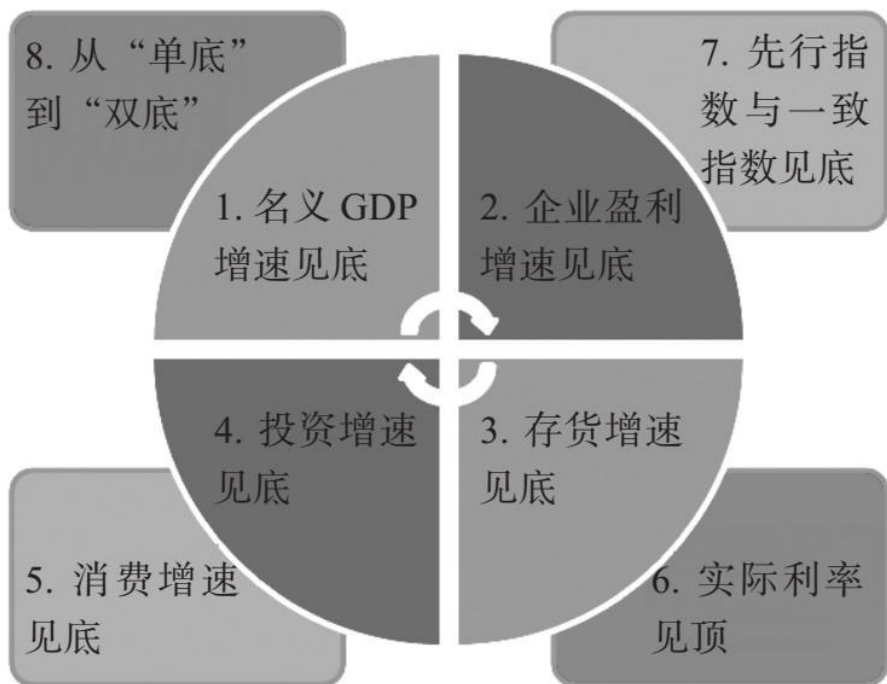 8. 从“单底”
到“双底”
7. 先行指
数与一致
指数见底
1. 名义 GDP
增速见底
2. 企业盈利
增速见底
4. 投资增速
见底
3. 存货增速
见底
5. 消费增速
见底
6. 实际利率
见顶